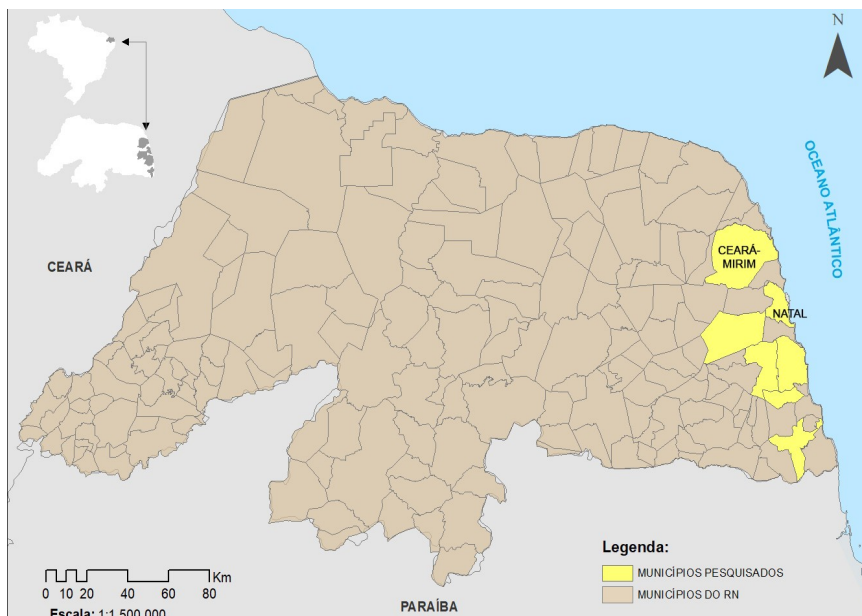 N
OCEANO ATLÂNTICO
CEARÁ
CEARÁ-
MIRIM
NATAL
Km
0 10 20 40 60 80
Escala: 1:1.500.000
PARAÍBA
Legenda:
MUNICÍPIOS PESQUISADOS
MUNICÍPIOS DO RN